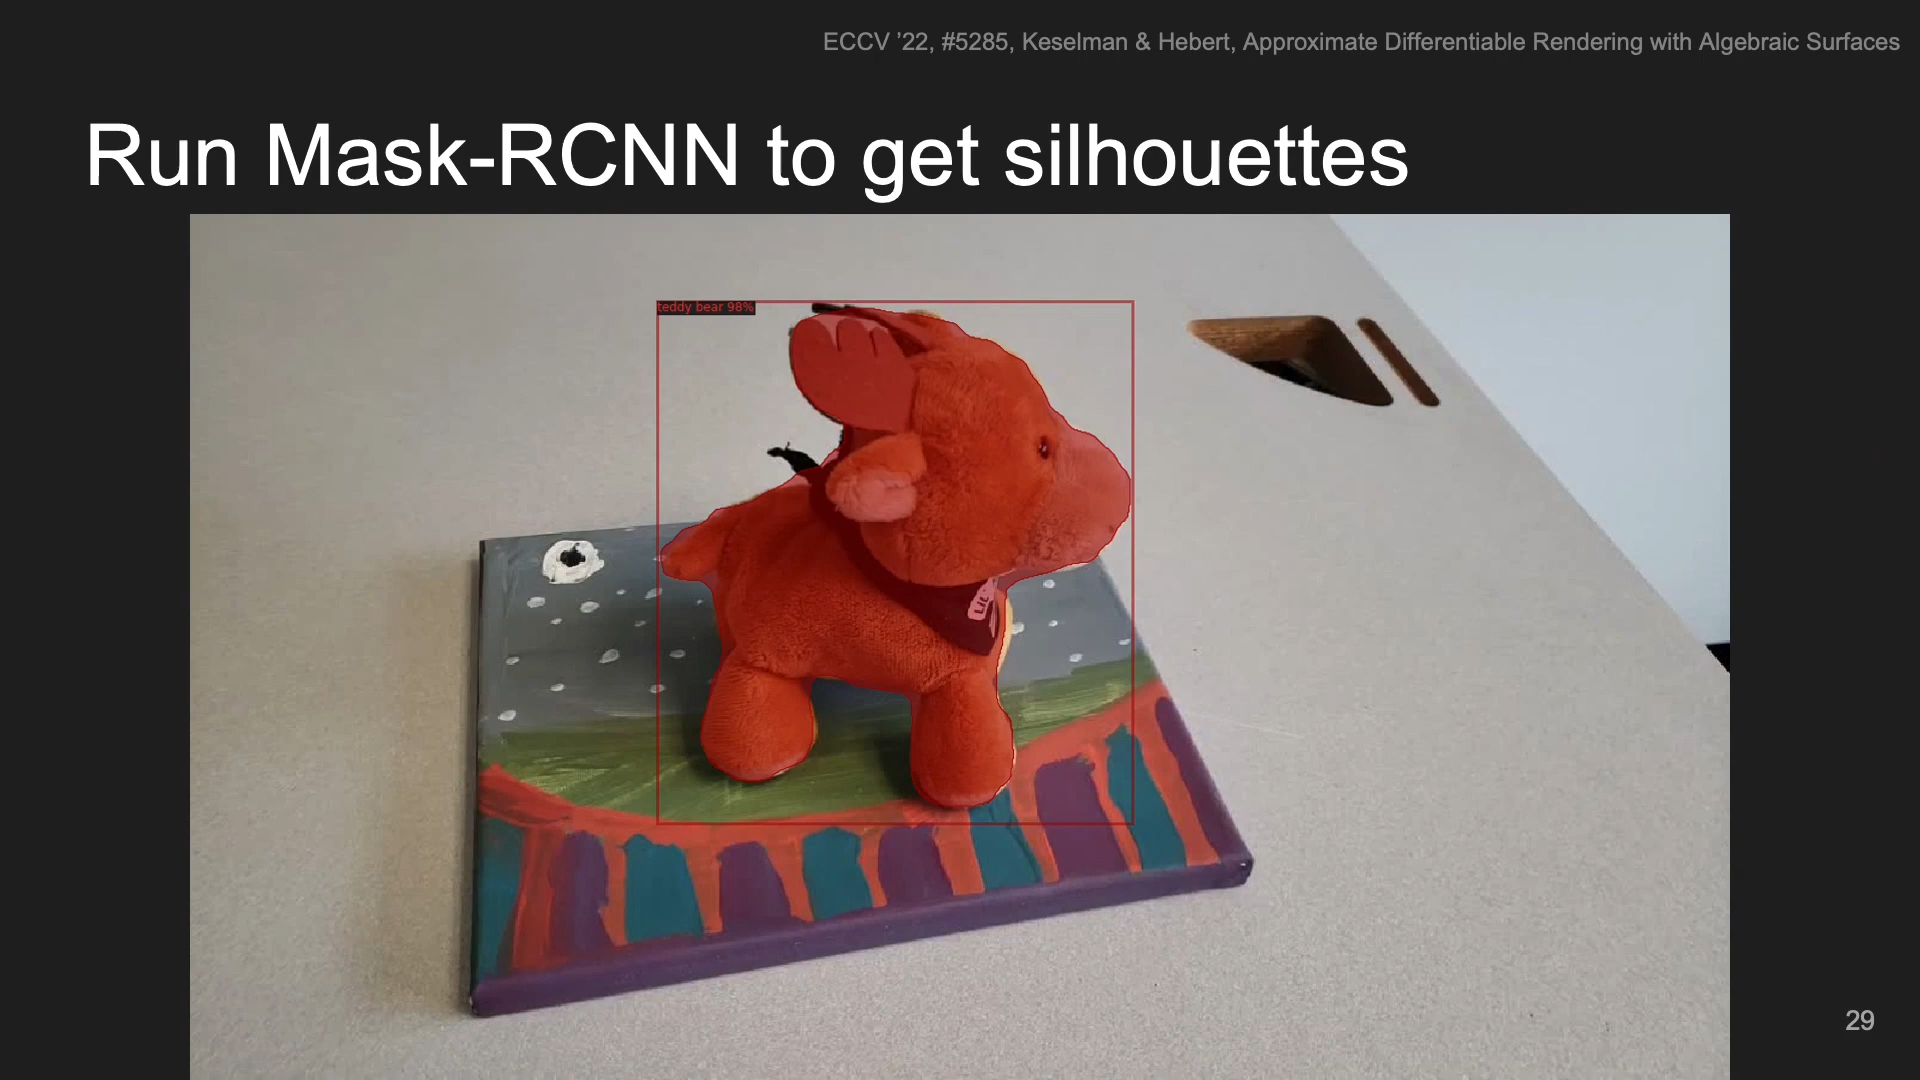 ECCV ’22, #5285, Keselman & Hebert, Approximate Differentiable Rendering with Algebraic Surfaces
Run Mask-RCNN to get silhouettes
teddy bear 98%
29